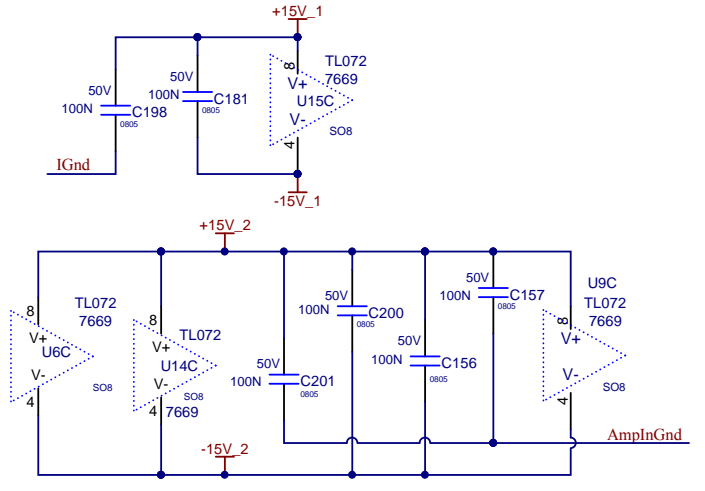 +15V_1
50V
100N
C198
0805
50V
100N
C181
0805
8
TL072
7669
V+
U15C
V-
SO8
4
IGnd
-15V_1
+15V_2
8
TL072
7669
V+
U6C
V-
SO8
4
8
TL072
V+
U14C
V-
SO8
4
7669
50V
100N
C201
0805
50V
100N
C200
0805
50V
100N
C156
0805
50V
100N
C157
0805
U9C
TL072
7669
8
V+
V-
SO8
4
AmpInGnd
-15V_2